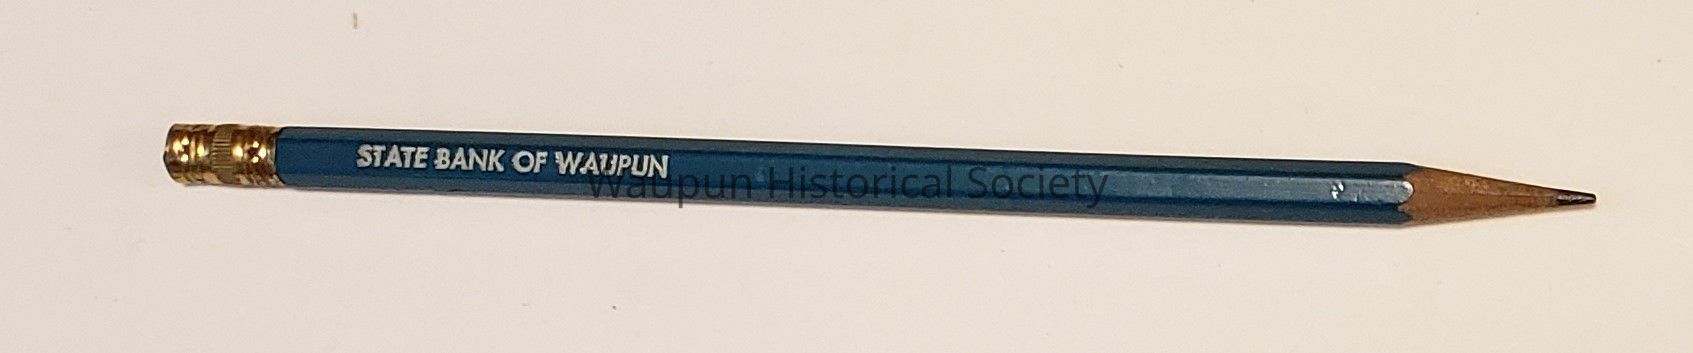 STATE BANK OF WAUPUN
Waupun Historical Society